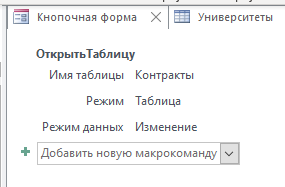 Кнопочная форма Университеты
ОткрытьТаблицу
Имя таблицы Контракты
Режим Таблица
Режим данных Изменение
Добавить новую макрокоманду